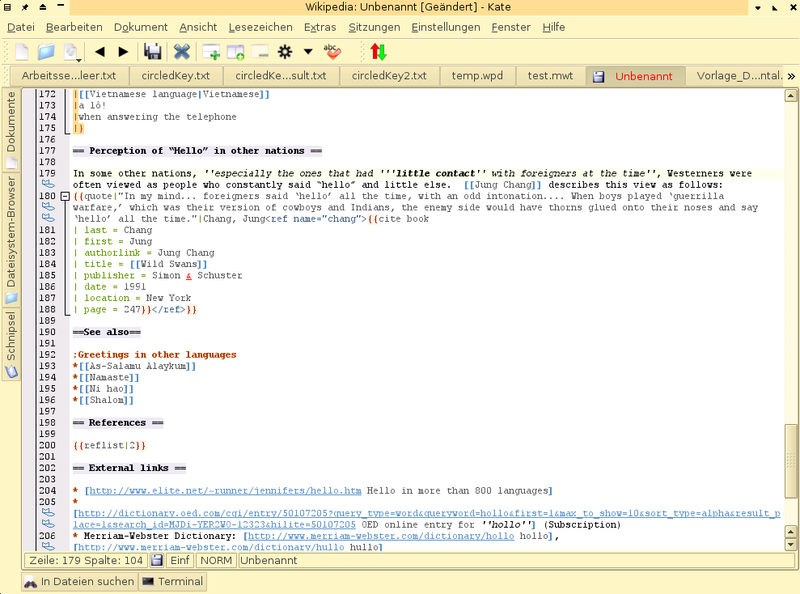 Wikipedia: Unbenannt [Geändert] - Kate
Datei Bearbeiten Dokument Ansicht Lesezeichen Extras Sitzungen Einstellungen Fenster Hilfe
Arbeitsse...leer.txt circledKey.txt circledKe...sult.txt circledKey2.txt temp.wpd test.mwt Unbenannt Vorlage_D...ntal.
Dokumente
Dateisystem-Browser
Schnipsel
172 |[[Vietnamese language|Vietnamese]]
173 |a lô!
174 |when answering the telephone
175 |}
176
177 == Perception of “Hello” in other nations ==
178
179 In some other nations, ''especially the ones that had '''little contact'' with foreigners at the time'', Westerners were
often viewed as people who constantly said “hello” and little else.  [[Jung Chang]] describes this view as follows:
180 {{quote|"In my mind... foreigners said ‘hello’ all the time, with an odd intonation.... When boys played ‘guerrilla
warfare,’ which was their version of cowboys and Indians, the enemy side would have thorns glued onto their noses and say
‘hello’ all the time."|Chang, Jung<ref name="chang">{{cite book
181 | last = Chang
182 | first = Jung
183 | authorlink = Jung Chang
184 | title = [[Wild Swans]]
185 | publisher = Simon & Schuster
186 | date = 1991
187 | location = New York
188 | page = 247}}</ref>}}
189
190 ==See also==
191
192 ;Greetings in other languages
193 *[[As-Salamu Alaykum]]
194 *[[Namaste]]
195 *[[Ni hao]]
196 *[[Shalom]]
197
198 == References ==
199
200 {{reflist|2}}
201
202 == External links ==
203
204 * [http://www.elite.net/~runner/jennifers/hello.htm Hello in more than 800 languages]
205 *
[http://dictionary.oed.com/cgi/entry/50107205?query_type=word&queryword=hollo&first=1&max_to_show=10&sort_type=alpha&result_p
lace=1&search_id=MJDi-YER2W0-12323&hilite=50107205 OED online entry for ''hollo''] (Subscription)
206 * Merriam-Webster Dictionary: [http://www.merriam-webster.com/dictionary/hollo hollo],
[http://www.merriam-webster.com/dictionary/hullo hullo]
Zeile: 179 Spalte: 104 Einf NORM Unbenannt
In Dateien suchen Terminal